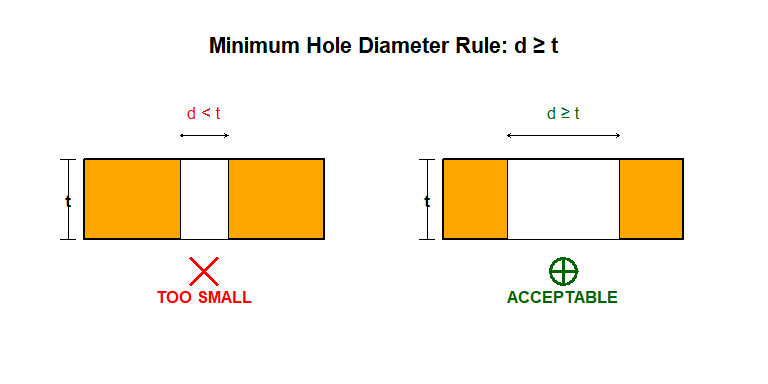 Minimum Hole Diameter Rule: d ≥ t
d < t
d ≥ t
t
t
TOO SMALL
ACCEPTABLE